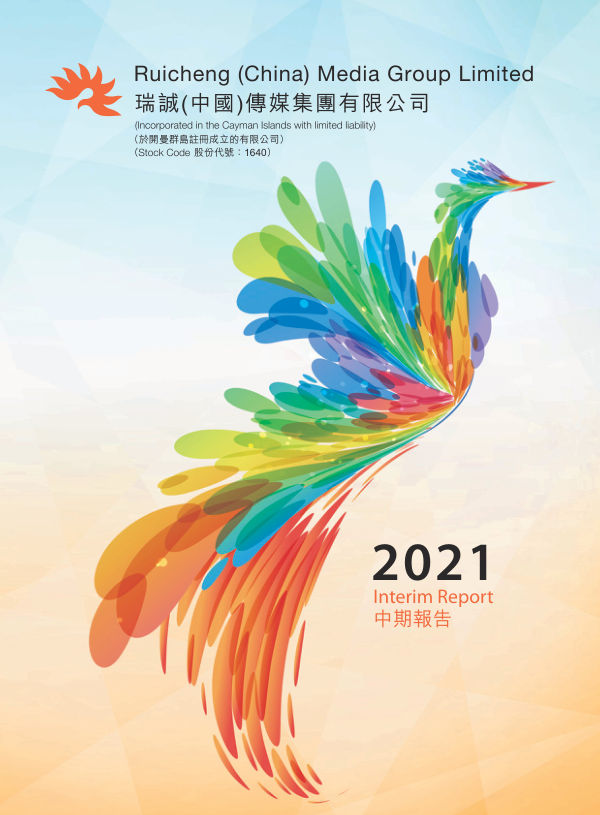 Ruicheng (China) Media Group Limited
瑞誠(中國)傳媒集團有限公司
(Incorporated in the Cayman Islands with limited liability)
(於開曼群島註冊成立的有限公司)
(Stock Code 股份代號：1640)
2021
Interim Report
中期報告